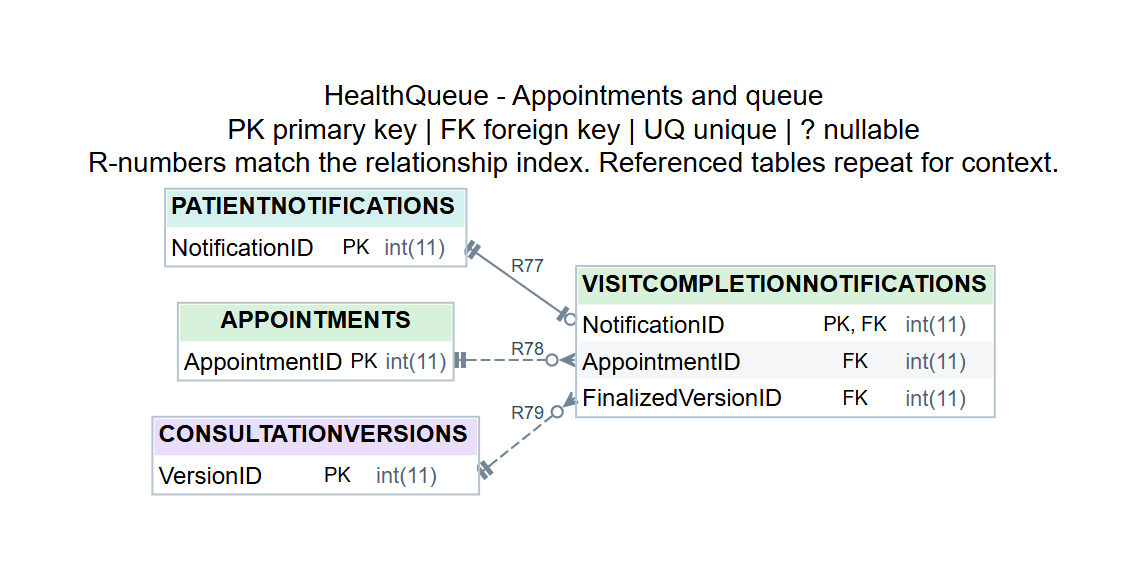 HealthQueue - Appointments and queue
PK primary key | FK foreign key | UQ unique | ? nullable
R-numbers match the relationship index. Referenced tables repeat for context.
PATIENTNOTIFICATIONS
NotificationID PK int(11)
R77
VISITCOMPLETIONNOTIFICATIONS
NotificationID PK, FK int(11)
AppointmentID FK int(11)
FinalizedVersionID FK int(11)
APPOINTMENTS
AppointmentID PK int(11)
R78
R79
CONSULTATIONVERSIONS
VersionID PK int(11)